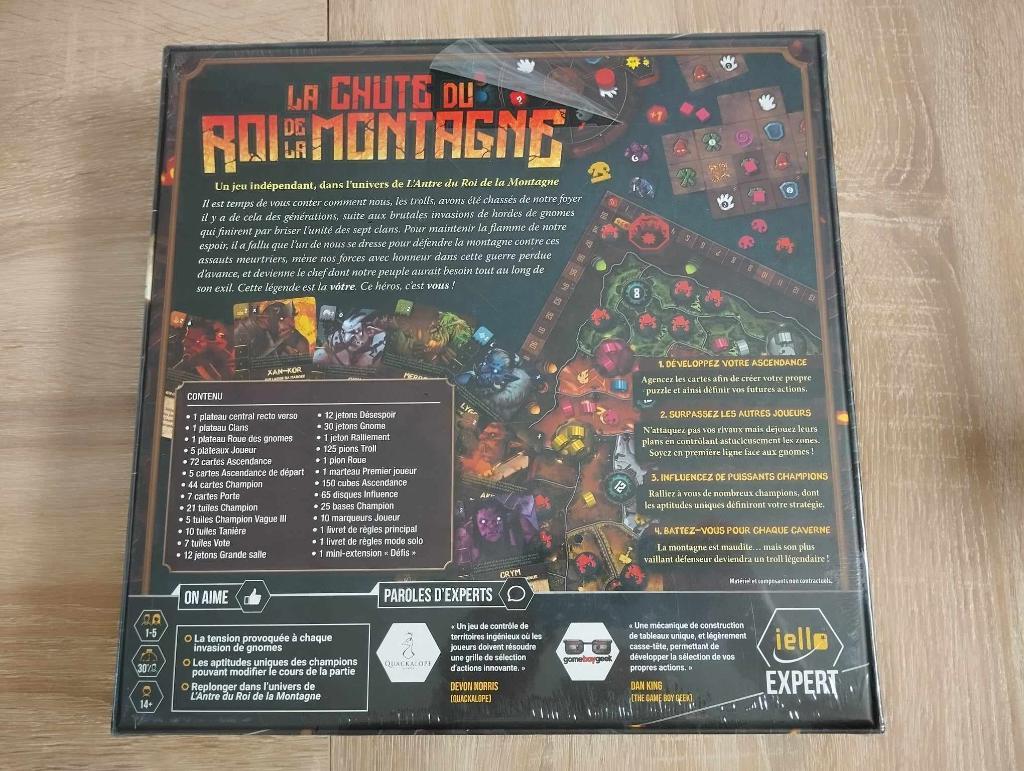 LA CHUTE DU
ROI DE LA MONTAGNE
Un jeu indépendant, dans l'univers de L'Antre du Roi de la Montagne
Il est temps de vous conter comment nous, les trolls, avons été chassés de notre foyer
il y a de cela des générations, suite aux brutales invasions de hordes de gnomes
qui finirent par briser l'unité des sept clans. Pour maintenir la flamme de notre
espoir, il a fallu que l'un de nous se dresse pour défendre la montagne contre ces
assauts meurtriers, mène nos forces avec honneur dans cette guerre perdue
d'avance, et devienne le chef dont notre peuple aurait besoin tout au long de
son exil. Cette légende est la vôtre. Ce héros, c'est vous !
XAN-KOR
CONTENU
• 1 plateau central recto verso
• 1 plateau Clans
• 1 plateau Roue des gnomes
• 5 plateaux Joueur
• 72 cartes Ascendance
• 5 cartes Ascendance de départ
• 44 cartes Champion
• 7 cartes Porte
• 21 tuiles Champion
• 5 tuiles Champion Vague III
• 10 tuiles Tanière
• 7 tuiles Vote
• 12 jetons Grande salle
• 12 jetons Désespoir
• 30 jetons Gnome
• 1 jeton Ralliement
• 125 pions Troll
• 1 pion Roue
• 1 marteau Premier joueur
• 150 cubes Ascendance
• 65 disques Influence
• 25 bases Champion
• 10 marqueurs Joueur
• 1 livret de règles principal
• 1 livret de règles mode solo
• 1 mini-extension « Défis »
8
12
GRYM
1. DÉVELOPPEZ VOTRE ASCENDANCE
Agencez les cartes afin de créer votre propre
puzzle et ainsi définir vos futures actions.
2. SURPASSEZ LES AUTRES JOUEURS
N'attaquez pas vos rivaux mais déjouez leurs
plans en contrôlant astucieusement les zones.
Soyez en première ligne face aux gnomes !
3. INFLUENCEZ DE PUISSANTS CHAMPIONS
Ralliez à vous de nombreux champions, dont
les aptitudes uniques définiront votre stratégie.
4. BATTEZ-VOUS POUR CHAQUE CAVERNE
La montagne est maudite... mais son plus
vaillant défenseur deviendra un troll légendaire !
Matériel et composants non contractuels.
ON AIME
1-5
14+
La tension provoquée à chaque
invasion de gnomes
Les aptitudes uniques des champions
pouvant modifier le cours de la partie
Replonger dans l'univers de
L'Antre du Roi de la Montagne
PAROLES D'EXPERTS
QUACKALOPE
« Un jeu de contrôle de
territoires ingénieux où les
joueurs doivent résoudre
une grille de sélection
d'actions innovante. »
DEVON NORRIS
(QUACKALOPE)
gameboygeek
« Une mécanique de construction
de tableaux unique, et légèrement
casse-tête, permettant de
développer la sélection de vos
propres actions. »
DAN KING
(THE GAME BOY GEEK)
iello
EXPERT